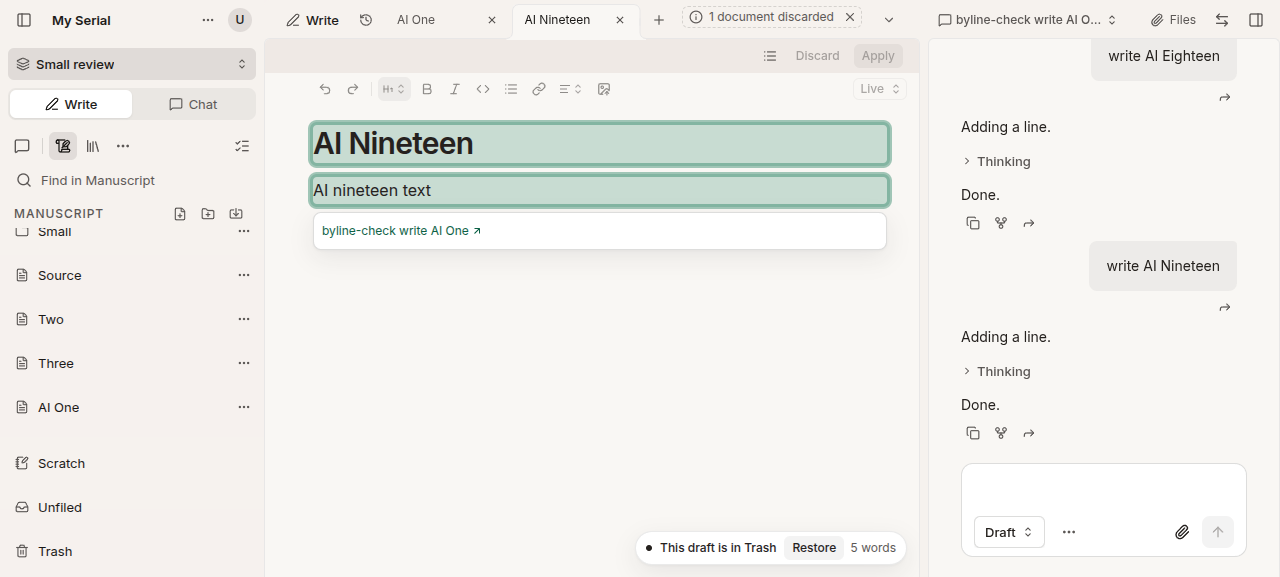 My Serial
U
Write
AI One
AI Nineteen
1 document discarded
byline-check write AI O...
Files
Small review
Discard
Apply
Write
Chat
H1
Live
Find in Manuscript
MANUSCRIPT
Small
Source
Two
Three
AI One
Scratch
Unfiled
Trash
AI Nineteen
AI nineteen text
byline-check write AI One
This draft is in Trash
Restore
5 words
write AI Eighteen
Adding a line.
Thinking
Done.
write AI Nineteen
Adding a line.
Thinking
Done.
Draft